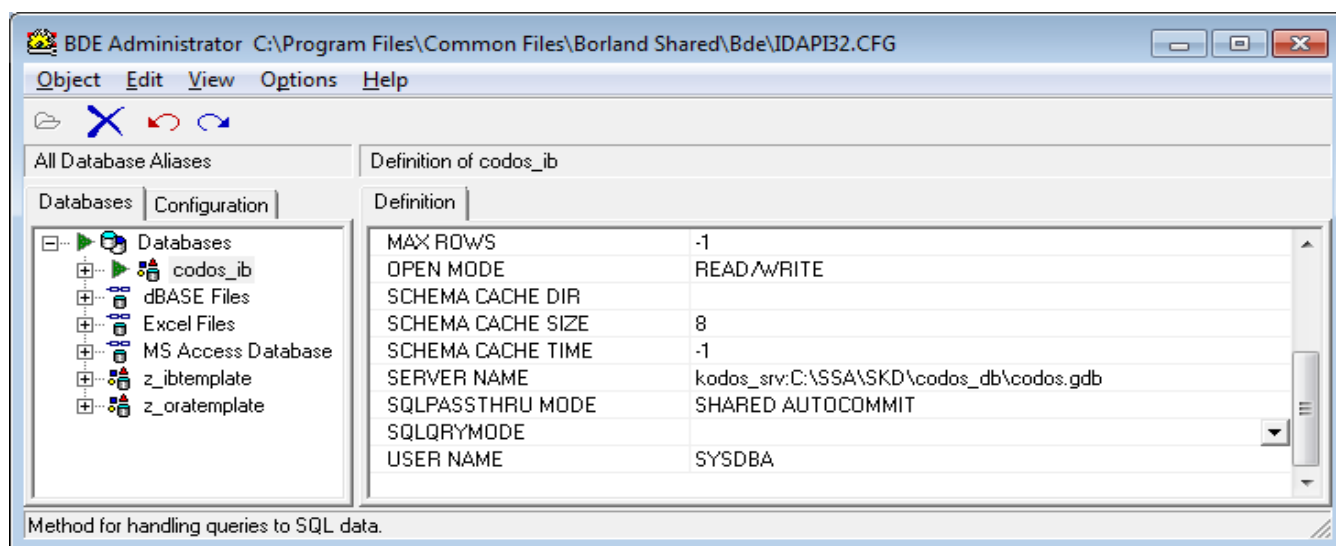 BDE Administrator C:\Program Files\Common Files\Borland Shared\Bde\IDAPI32.CFG
Object Edit View Options Help
All Database Aliases
Definition of codos_ib
Databases Configuration
Definition
Databases
codos_ib
dBASE Files
Excel Files
MS Access Database
z_ibtemplate
z_oratemplate
MAX ROWS -1
OPEN MODE READ/WRITE
SCHEMA CACHE DIR
SCHEMA CACHE SIZE 8
SCHEMA CACHE TIME -1
SERVER NAME kodos_srv:C:\SSA\SKD\codos_db\codos.gdb
SQLPASSTHRU MODE SHARED AUTOCOMMIT
SQLQRYMODE
USER NAME SYSDBA
Method for handling queries to SQL data.